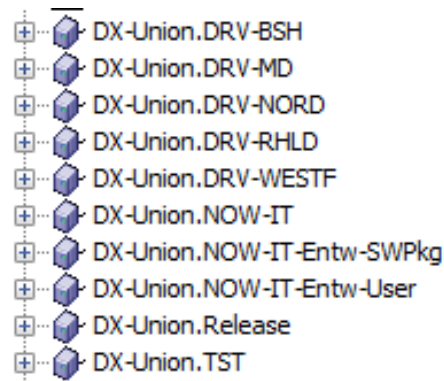 DX-Union.DRV-BSH
DX-Union.DRV-MD
DX-Union.DRV-NORD
DX-Union.DRV-RHLD
DX-Union.DRV-WESTF
DX-Union.NOW-IT
DX-Union.NOW-IT-Entw-SWPkg
DX-Union.NOW-IT-Entw-User
DX-Union.Release
DX-Union.TST